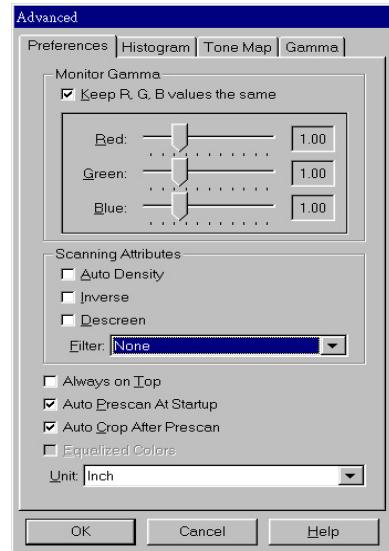 Advanced
Preferences Histogram Tone Map Gamma
Monitor Gamma
Keep R, G, B values the same
Red: 1.00
Green: 1.00
Blue: 1.00
Scanning Attributes
Auto Density
Inverse
Descreen
Filter: None
Always on Top
Auto Prescan At Startup
Auto Crop After Prescan
Equalized Colors
Unit: Inch
OK Cancel Help